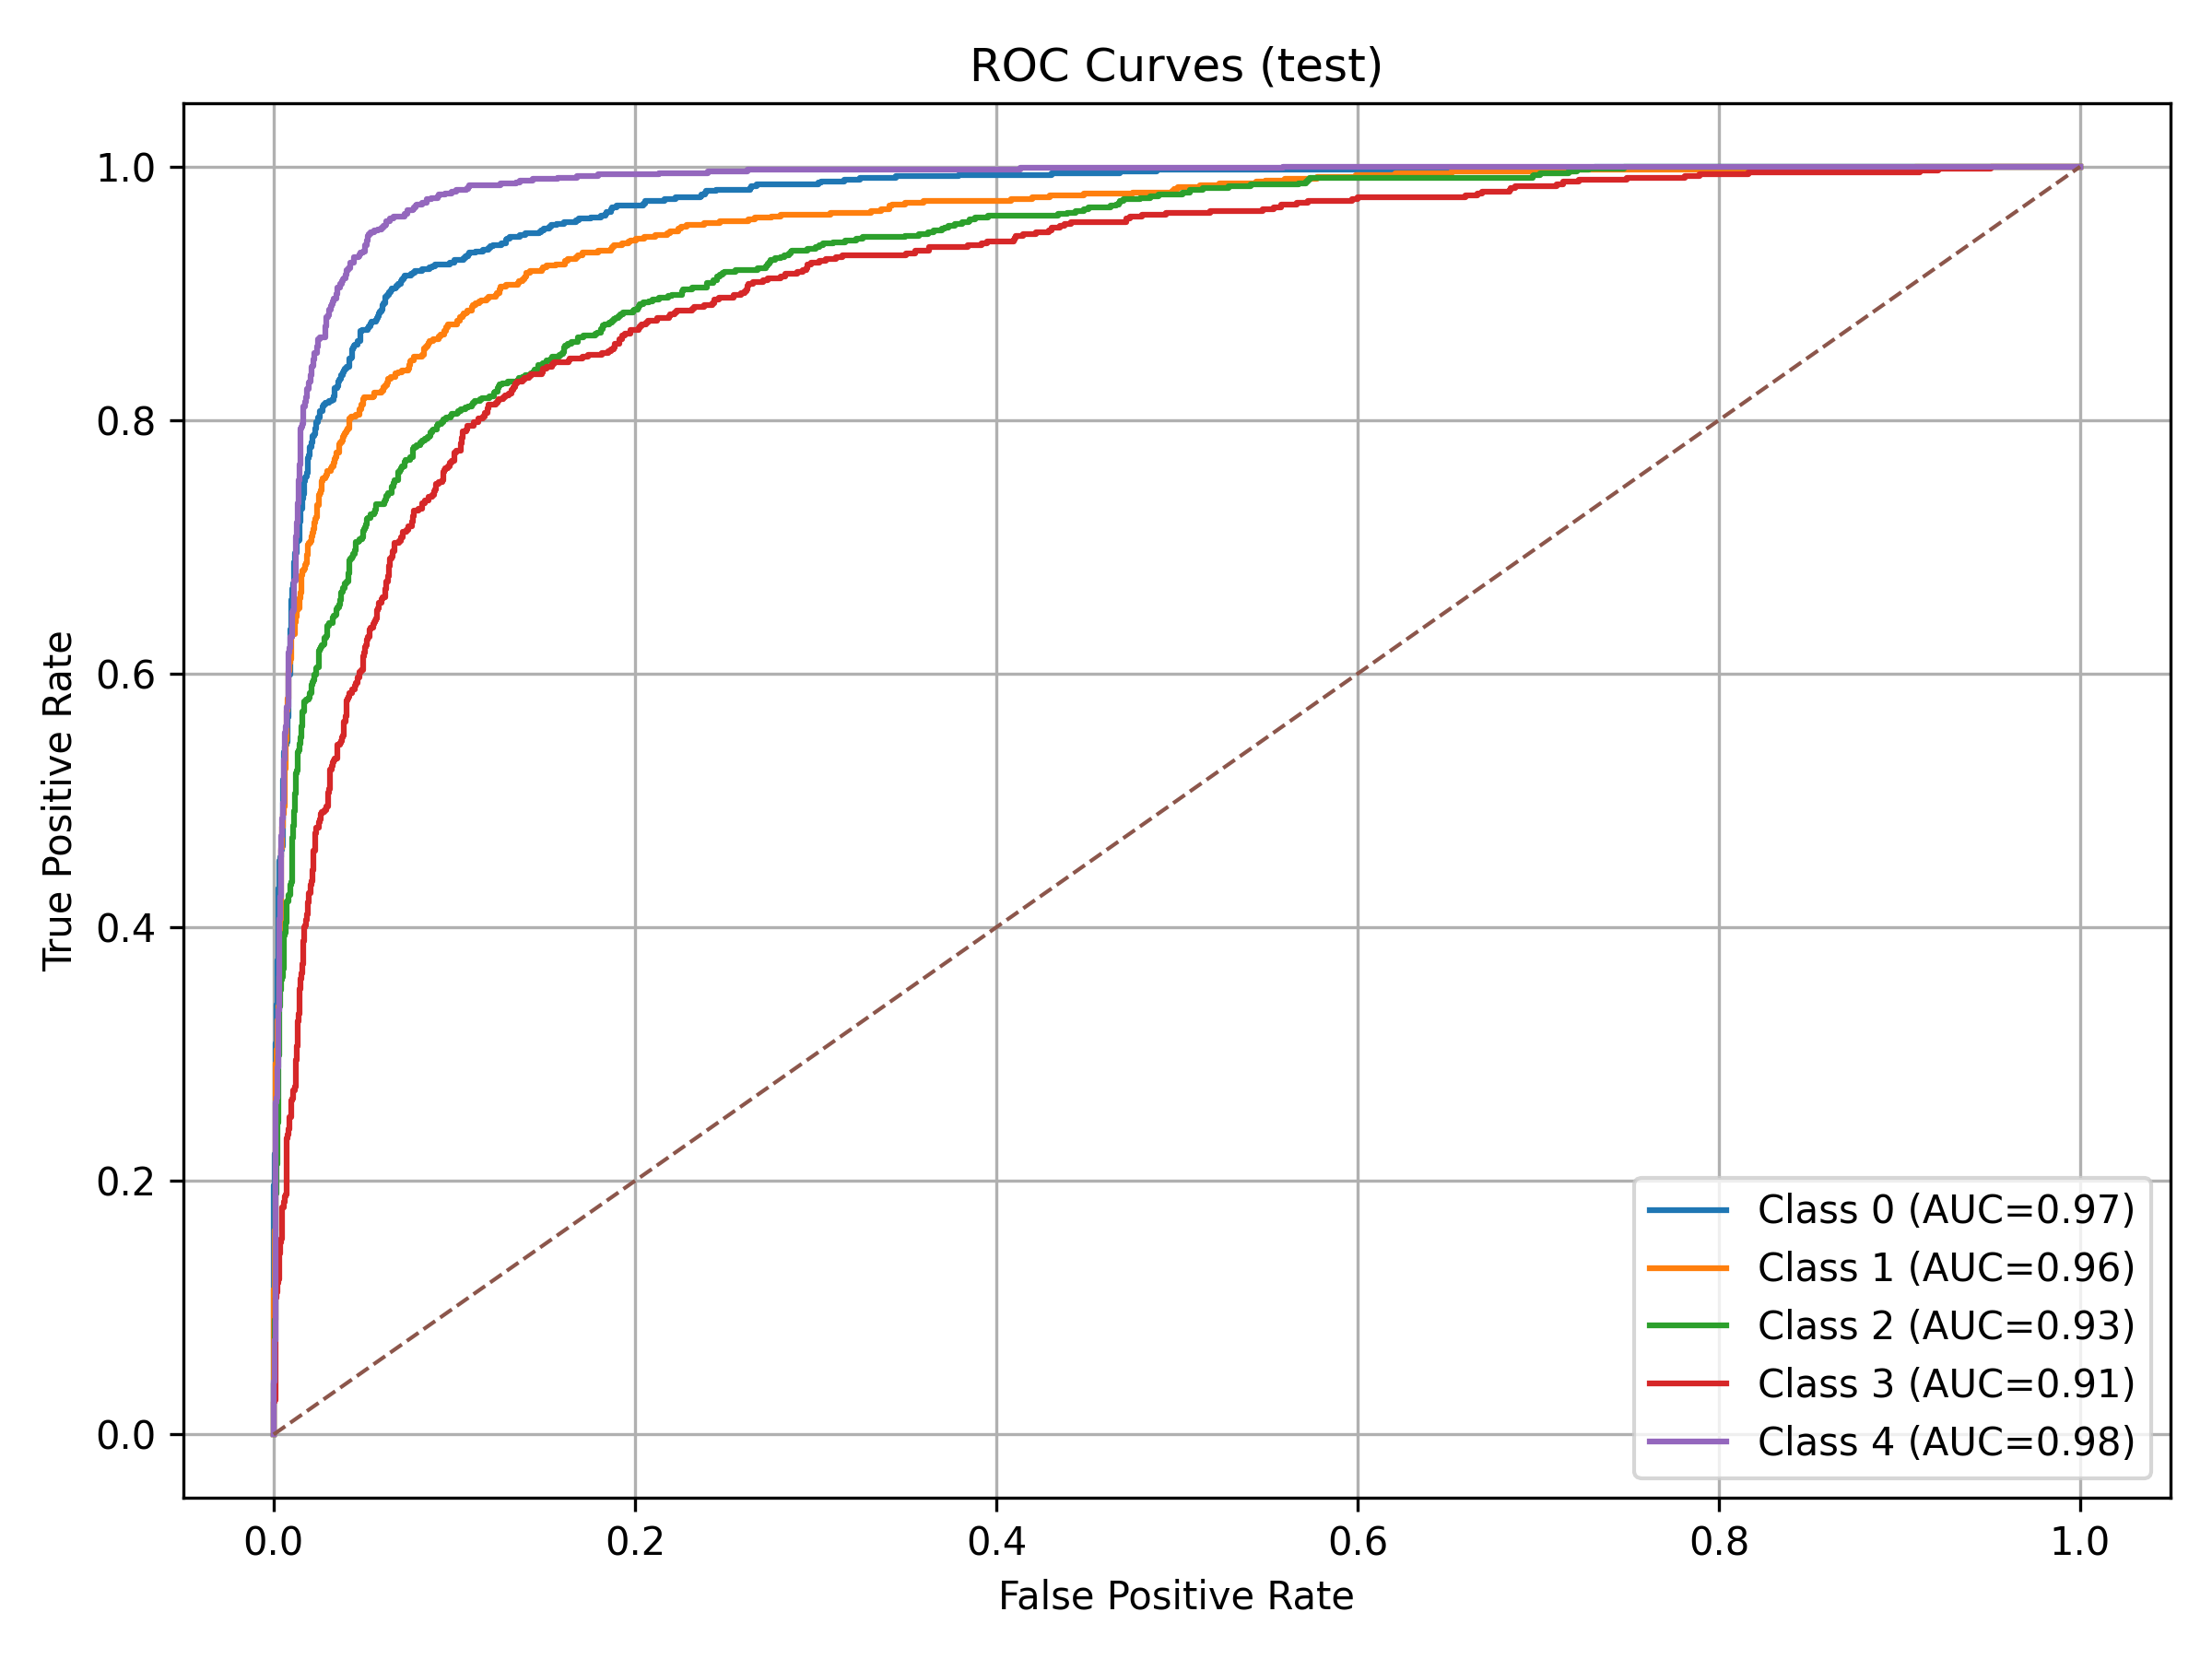 ROC Curves (test)
True Positive Rate
1.0
0.8
0.6
0.4
0.2
0.0
0.0 0.2 0.4 0.6 0.8 1.0
False Positive Rate
Class 0 (AUC=0.97)
Class 1 (AUC=0.96)
Class 2 (AUC=0.93)
Class 3 (AUC=0.91)
Class 4 (AUC=0.98)